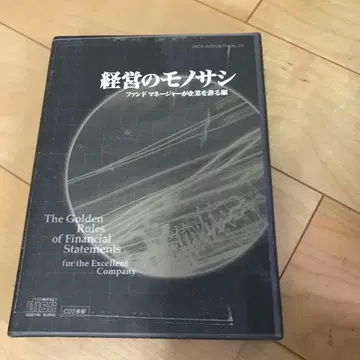 経営のモノサシ
ファンドマネージャーが企業を診る眼
The Golden
Rules
of Financial
Statements
for the Excellent
Company
COMPACT
DISC
DIGITAL AUDIO